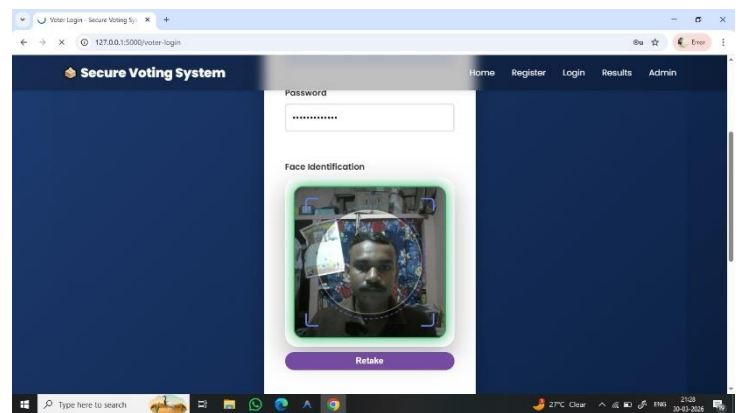 Voter Login - Secure Voting Sy
127.0.0.1:5000/voter-login
Error
Secure Voting System
Home Register Login Results Admin
Password
Face Identification
Retake
Type here to search
27°C Clear
ENG
21:28
30-03-2026